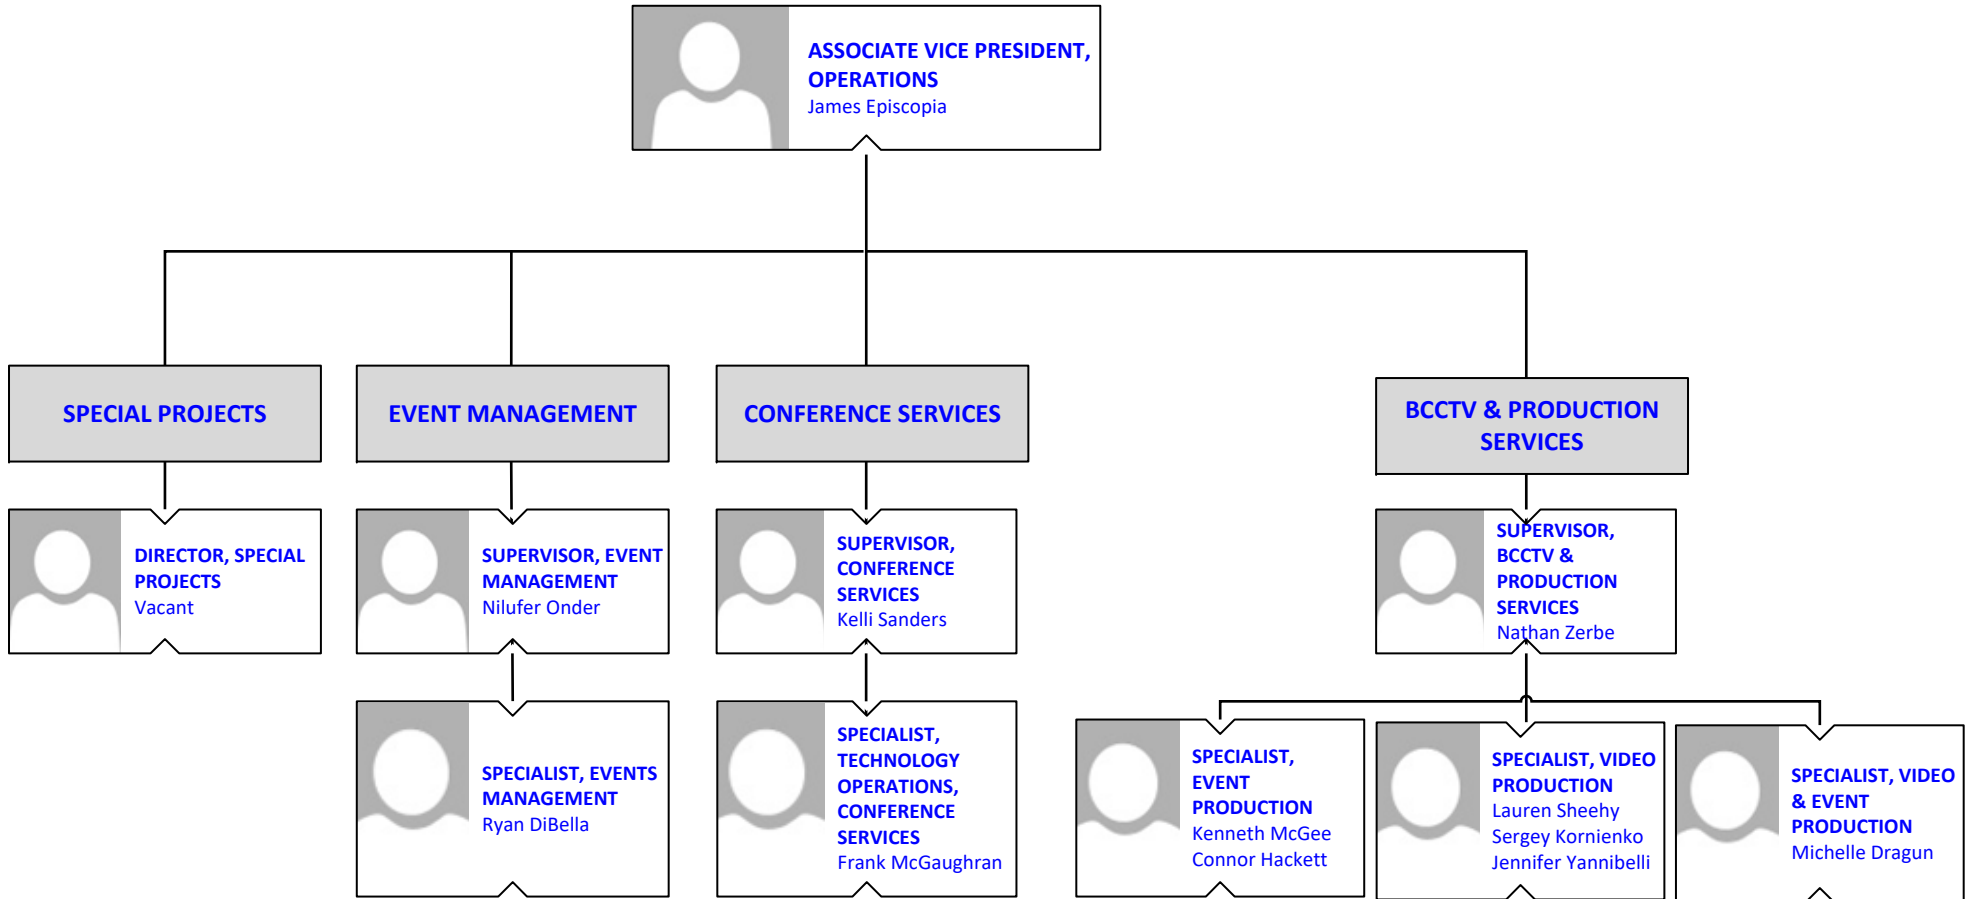 ASSOCIATE VICE PRESIDENT,
OPERATIONS
James Episcopia
SPECIAL PROJECTS
EVENT MANAGEMENT
CONFERENCE SERVICES
BCCTV & PRODUCTION
SERVICES
DIRECTOR, SPECIAL
PROJECTS
Vacant
SUPERVISOR, EVENT
MANAGEMENT
Nilufer Onder
SUPERVISOR,
CONFERENCE
SERVICES
Kelli Sanders
SUPERVISOR,
BCCTV &
PRODUCTION
SERVICES
Nathan Zerbe
SPECIALIST, EVENTS
MANAGEMENT
Ryan DiBella
SPECIALIST,
TECHNOLOGY
OPERATIONS,
CONFERENCE
SERVICES
Frank McGaughran
SPECIALIST,
EVENT
PRODUCTION
Kenneth McGee
Connor Hackett
SPECIALIST, VIDEO
PRODUCTION
Lauren Sheehy
Sergey Kornienko
Jennifer Yannibelli
SPECIALIST, VIDEO
& EVENT
PRODUCTION
Michelle Dragun